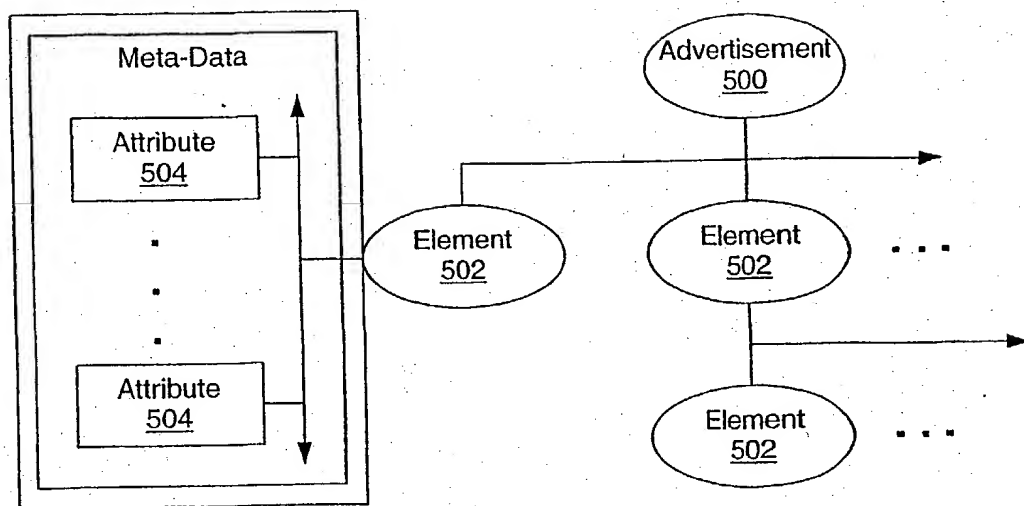 Meta-Data
Attribute
504
Attribute
504
Advertisement
500
Element
502
Element
502
Element
502